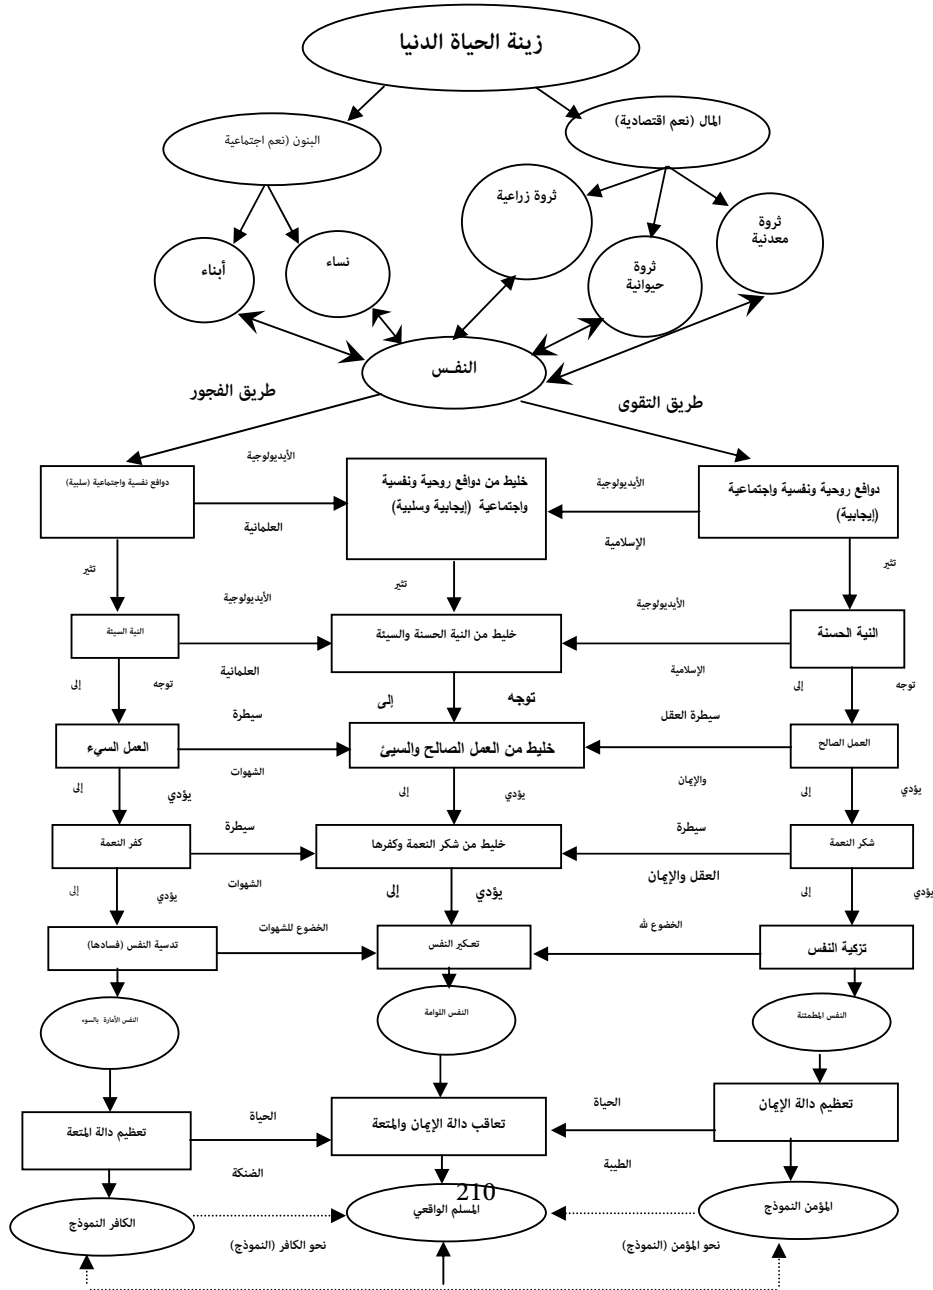 زينة الحياة الدنيا
المال (نعم اقتصادية)
البنون (نعم اجتماعية
ثروة زراعية
ثروة
معدنية
ثروة
حيوانية
نساء
أبناء
النفـس
طريق التقوى
طريق الفجور
دوافع روحية ونفسية واجتماعية
(إيجابية)
الأيديولوجية
الإسلامية
خليط من دوافع روحية ونفسية
واجتماعية (إيجابية وسلبية)
الأيديولوجية
العلمانية
دوافع نفسية واجتماعية (سلبية)
تثير
تثير
تثير
النية الحسنة
الأيديولوجية
الإسلامية
خليط من النية الحسنة والسيئة
الأيديولوجية
العلمانية
النية السيئة
توجه إلى
توجه إلى
توجه إلى
العمل الصالح
سيطرة العقل
والإيمان
خليط من العمل الصالح والسيئ
سيطرة
الشهوات
العمل السيء
يؤدي إلى
يؤدي إلى
يؤدي إلى
شكر النعمة
سيطرة
العقل والإيمان
خليط من شكر النعمة وكفرها
سيطرة
الشهوات
كفر النعمة
يؤدي إلى
يؤدي إلى
يؤدي إلى
تزكية النفس
الخضوع لله
تعـكير النفس
الخضوع للشهوات
تدسية النفس (فسادها)
النفس المطمئنة
النفس اللوامة
النفس الأمارة بالسوء
تعظيم دالة الإيمان
الحياة
الطيبة
تعاقب دالة الإيمان والمتعة
الحياة
الضنكة
تعظيم دالة المتعة
المؤمن النموذج
210
المسلم الواقعي
الكافر النموذج
نحو المؤمن (النموذج)
نحو الكافر (النموذج)